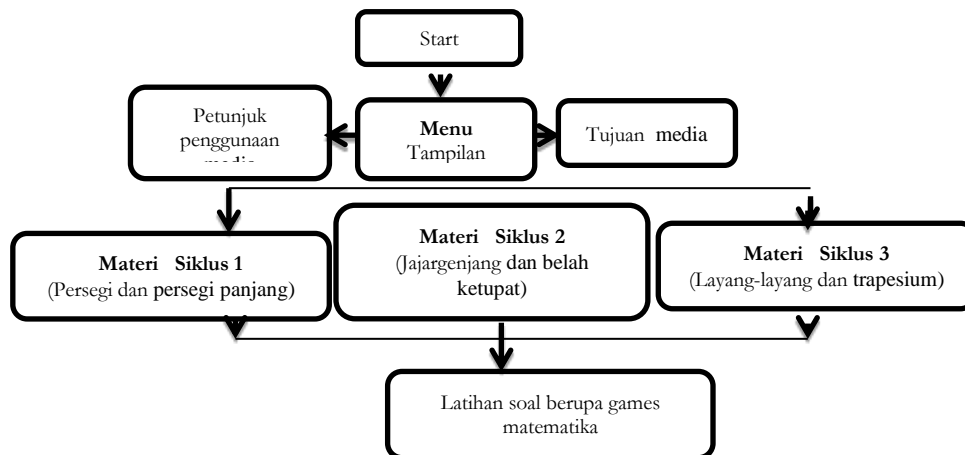 Start
Petunjuk
penggunaan
Menu
Tampilan
Tujuan media
Materi Siklus 1
(Persegi dan persegi panjang)
Materi Siklus 2
(Jajargenjang dan belah
ketupat)
Materi Siklus 3
(Layang-layang dan trapesium)
Latihan soal berupa games
matematika